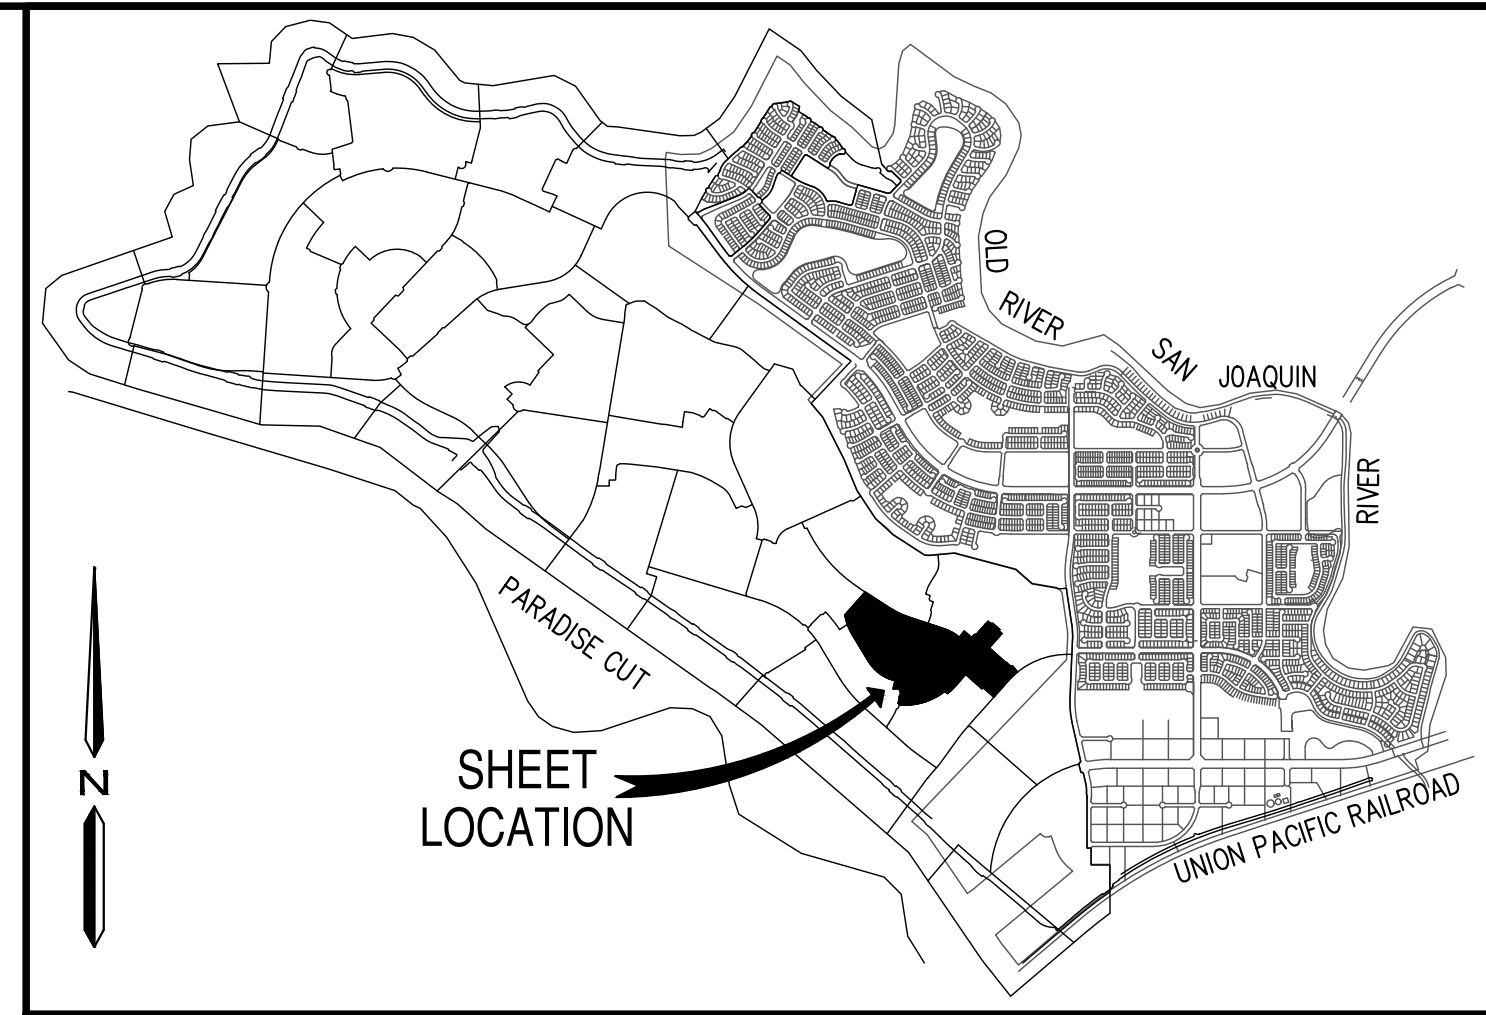 OLD
RIVER
SAN
JOAQUIN
RIVER
PARADISE CUT
SHEET
LOCATION
N
UNION PACIFIC RAILROAD